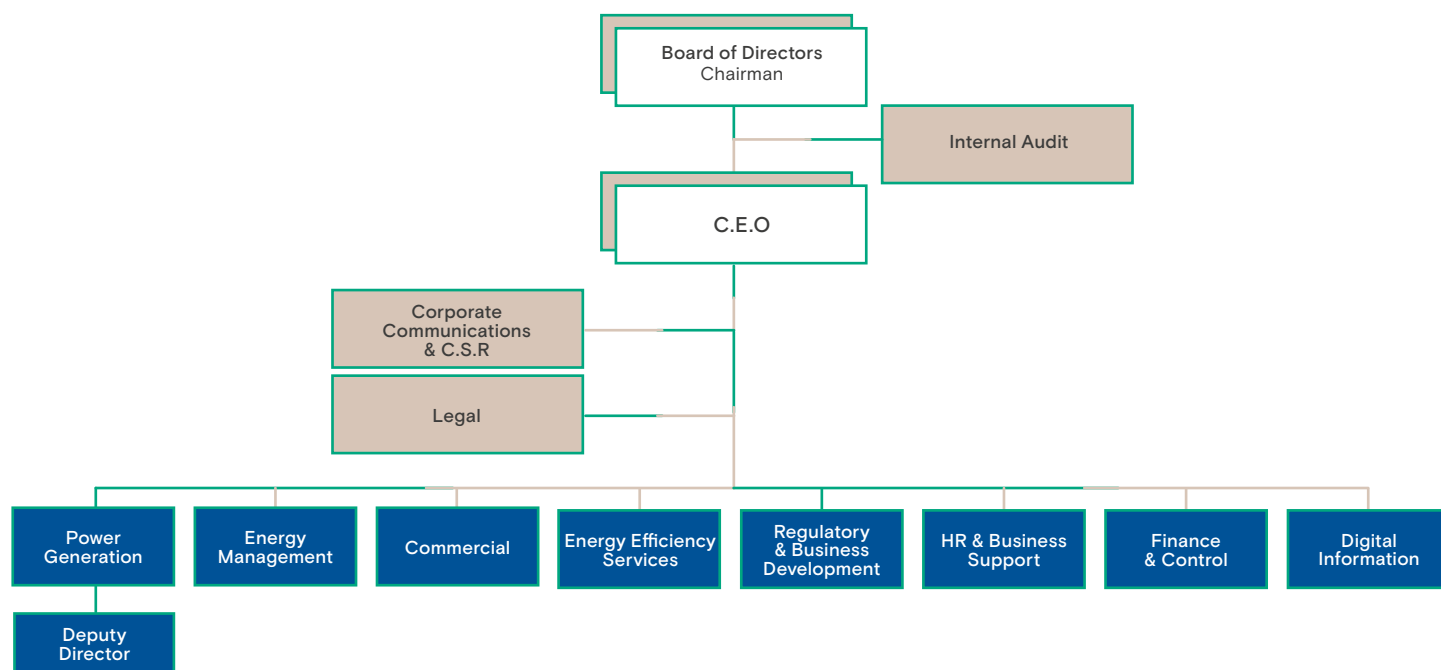 Board of Directors
Chairman
Internal Audit
C.E.O
Corporate
Communications
& C.S.R
Legal
Power
Generation
Energy
Management
Commercial
Energy Efficiency
Services
Regulatory
& Business
Development
HR & Business
Support
Finance
& Control
Digital
Information
Deputy
Director